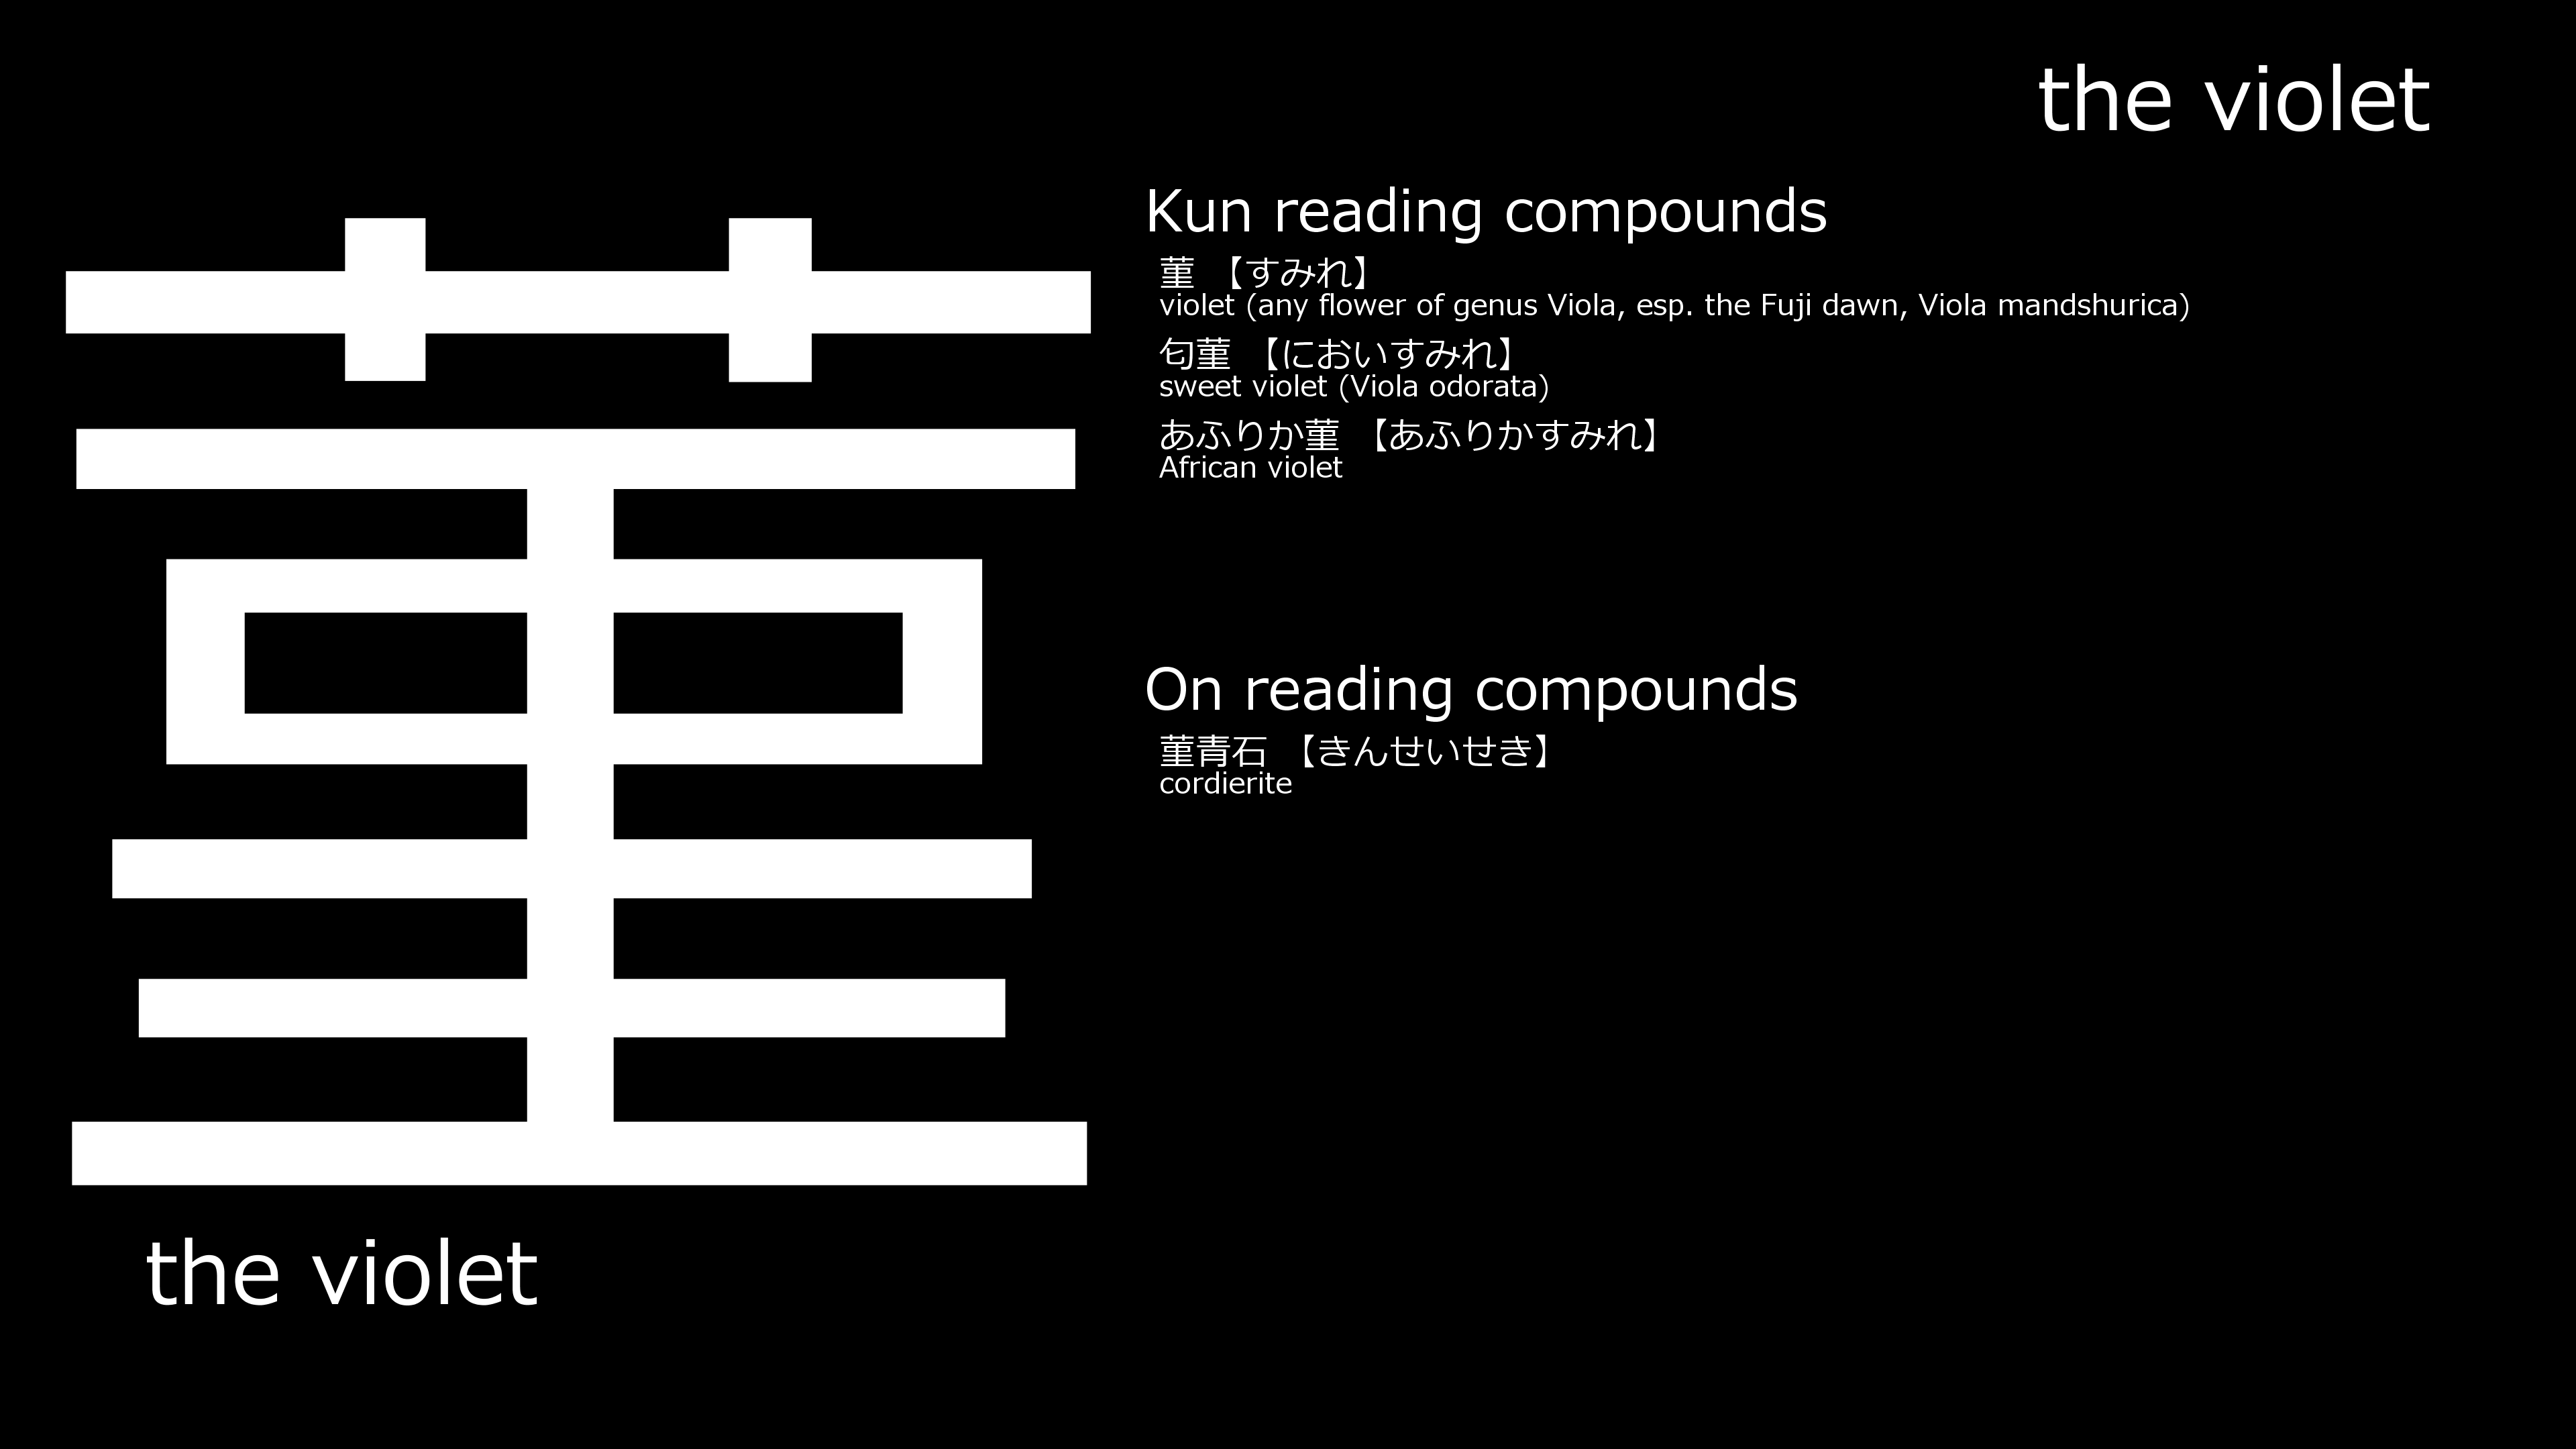 the violet
菫
the violet
Kun reading compounds
菫 【すみれ】
violet (any flower of genus Viola, esp. the Fuji dawn, Viola mandshurica)
匂菫 【においすみれ】
sweet violet (Viola odorata)
あふりか菫 【あふりかすみれ】
African violet
On reading compounds
菫青石 【きんせいせき】
cordierite